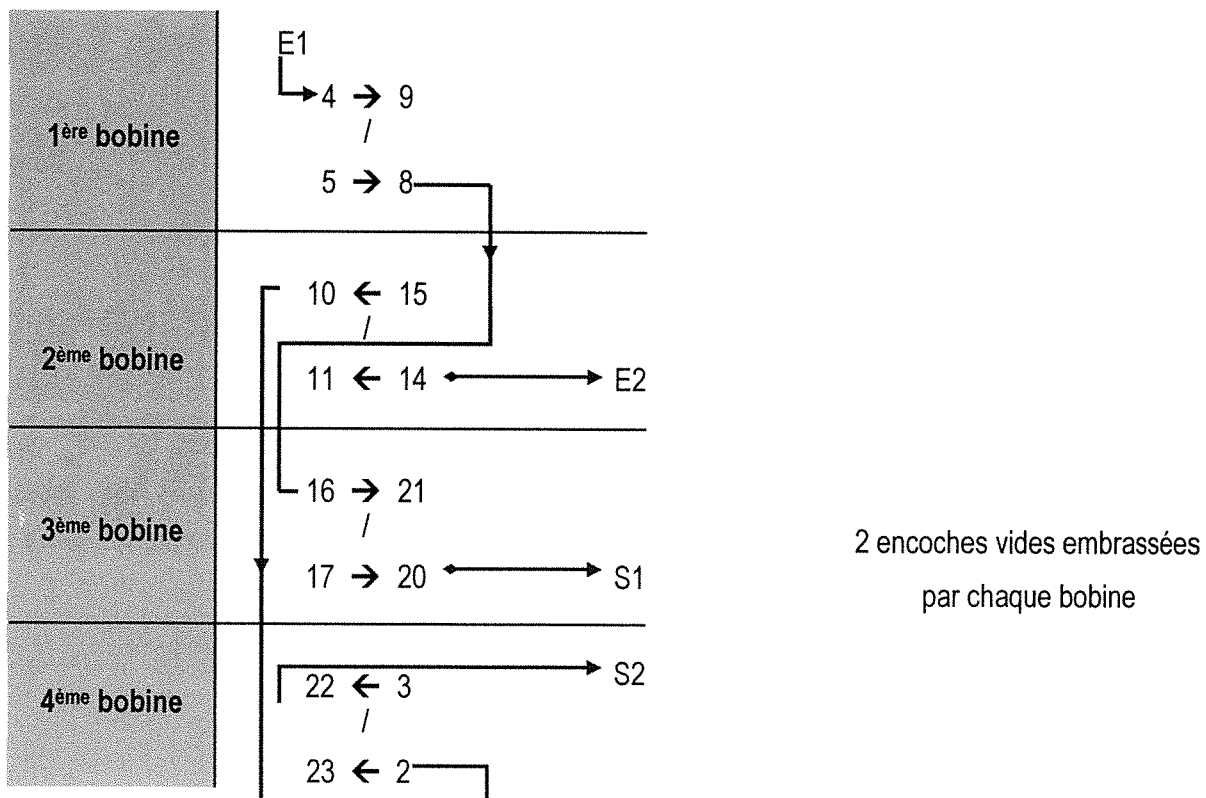 E1
4 → 9
/
1ère bobine
5 → 8
10 ← 15
/
2ème bobine
11 ← 14
E2
16 → 21
/
3ème bobine
2 encoches vides embrassées
17 → 20
S1
par chaque bobine
S2
22 ← 3
4ème bobine
/
23 ← 2